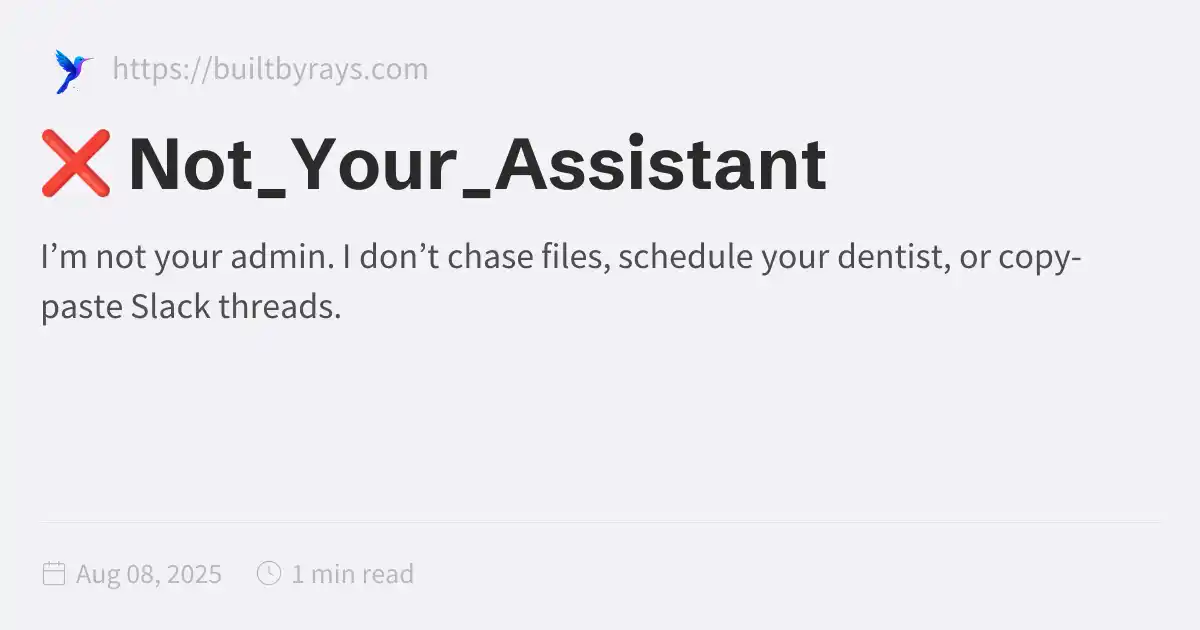 https://builtbyrays.com
❌ Not_Your_Assistant
I’m not your admin. I don’t chase files, schedule your dentist, or copy-
paste Slack threads.
Aug 08, 2025 1 min read